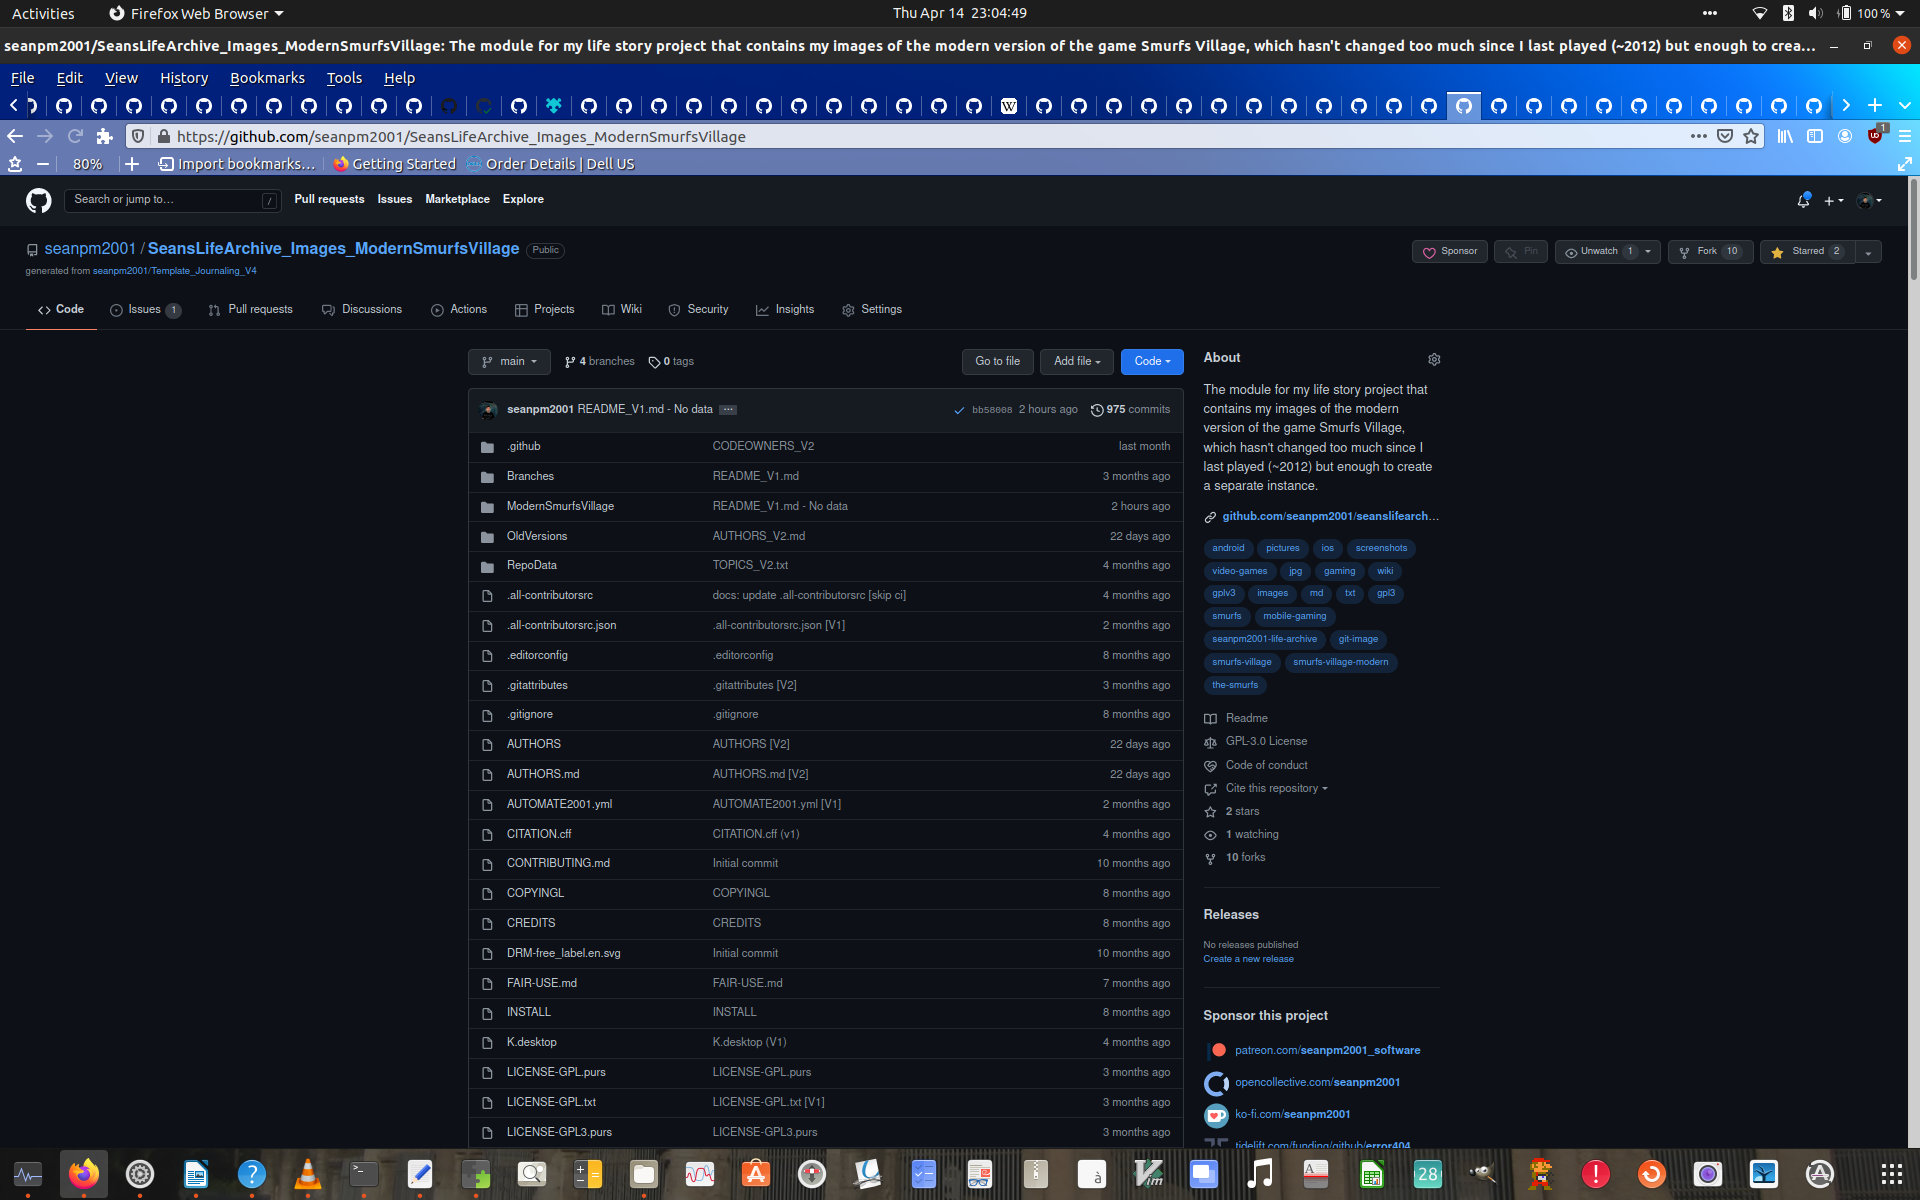 Activities
Firefox Web Browser
Thu Apr 14 23:04:49
100 %
seanpm2001/SeansLifeArchive_Images_ModernSmurfsVillage: The module for my life story project that contains my images of the modern version of the game Smurfs Village, which hasn't changed too much since I last played (~2012) but enough to crea…
File Edit View History Bookmarks Tools Help
https://github.com/seanpm2001/SeansLifeArchive_Images_ModernSmurfsVillage
1
80%
Import bookmarks…
Getting Started
Order Details | Dell US
Search or jump to…
/
Pull requests Issues Marketplace Explore
seanpm2001 / SeansLifeArchive_Images_ModernSmurfsVillage Public
generated from seanpm2001/Template_Journaling_V4
Sponsor
Pin
Unwatch 1
Fork 10
Starred 2
Code
Issues 1
Pull requests
Discussions
Actions
Projects
Wiki
Security
Insights
Settings
main
4 branches
0 tags
Go to file
Add file
Code
seanpm2001 README_V1.md - No data
bb58008 2 hours ago
975 commits
.github CODEOWNERS_V2 last month
Branches README_V1.md 3 months ago
ModernSmurfsVillage README_V1.md - No data 2 hours ago
OldVersions AUTHORS_V2.md 22 days ago
RepoData TOPICS_V2.txt 4 months ago
.all-contributorsrc docs: update .all-contributorsrc [skip ci] 4 months ago
.all-contributorsrc.json .all-contributorsrc.json [V1] 2 months ago
.editorconfig .editorconfig 8 months ago
.gitattributes .gitattributes [V2] 3 months ago
.gitignore .gitignore 8 months ago
AUTHORS AUTHORS [V2] 22 days ago
AUTHORS.md AUTHORS.md [V2] 22 days ago
AUTOMATE2001.yml AUTOMATE2001.yml [V1] 2 months ago
CITATION.cff CITATION.cff (v1) 4 months ago
CONTRIBUTING.md Initial commit 10 months ago
COPYINGL COPYINGL 8 months ago
CREDITS CREDITS 8 months ago
DRM-free_label.en.svg Initial commit 10 months ago
FAIR-USE.md FAIR-USE.md 7 months ago
INSTALL INSTALL 8 months ago
K.desktop K.desktop (V1) 4 months ago
LICENSE-GPL.purs LICENSE-GPL.purs 3 months ago
LICENSE-GPL.txt LICENSE-GPL.txt [V1] 3 months ago
LICENSE-GPL3.purs LICENSE-GPL3.purs 3 months ago
About
The module for my life story project that
contains my images of the modern
version of the game Smurfs Village,
which hasn't changed too much since I
last played (~2012) but enough to create
a separate instance.
github.com/seanpm2001/seanslifearch…
android pictures ios screenshots
video-games jpg gaming wiki
gplv3 images md txt gpl3
smurfs mobile-gaming
seanpm2001-life-archive git-image
smurfs-village smurfs-village-modern
the-smurfs
Readme
GPL-3.0 License
Code of conduct
Cite this repository
2 stars
1 watching
10 forks
Releases
No releases published
Create a new release
Sponsor this project
patreon.com/seanpm2001_software
opencollective.com/seanpm2001
ko-fi.com/seanpm2001
tidelift.com/funding/github/error404
28